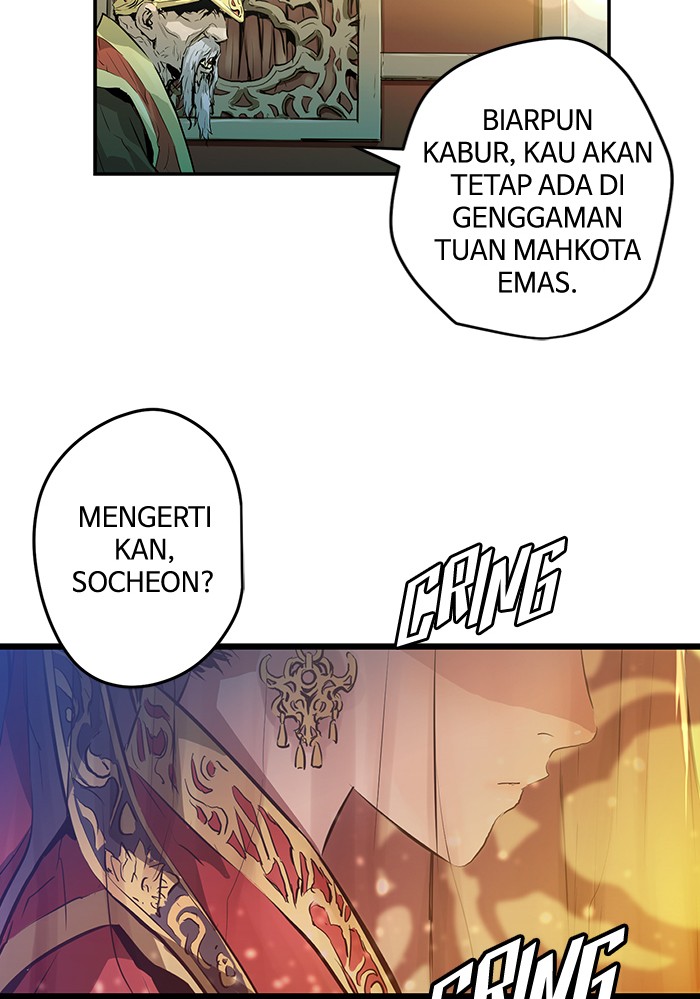 BIARPUN
KABUR, KAU AKAN
TETAP ADA DI
GENGGAMAN
TUAN MAHKOTA
EMAS.
MENGERTI
KAN,
SOCHEON?
CRING
CRING